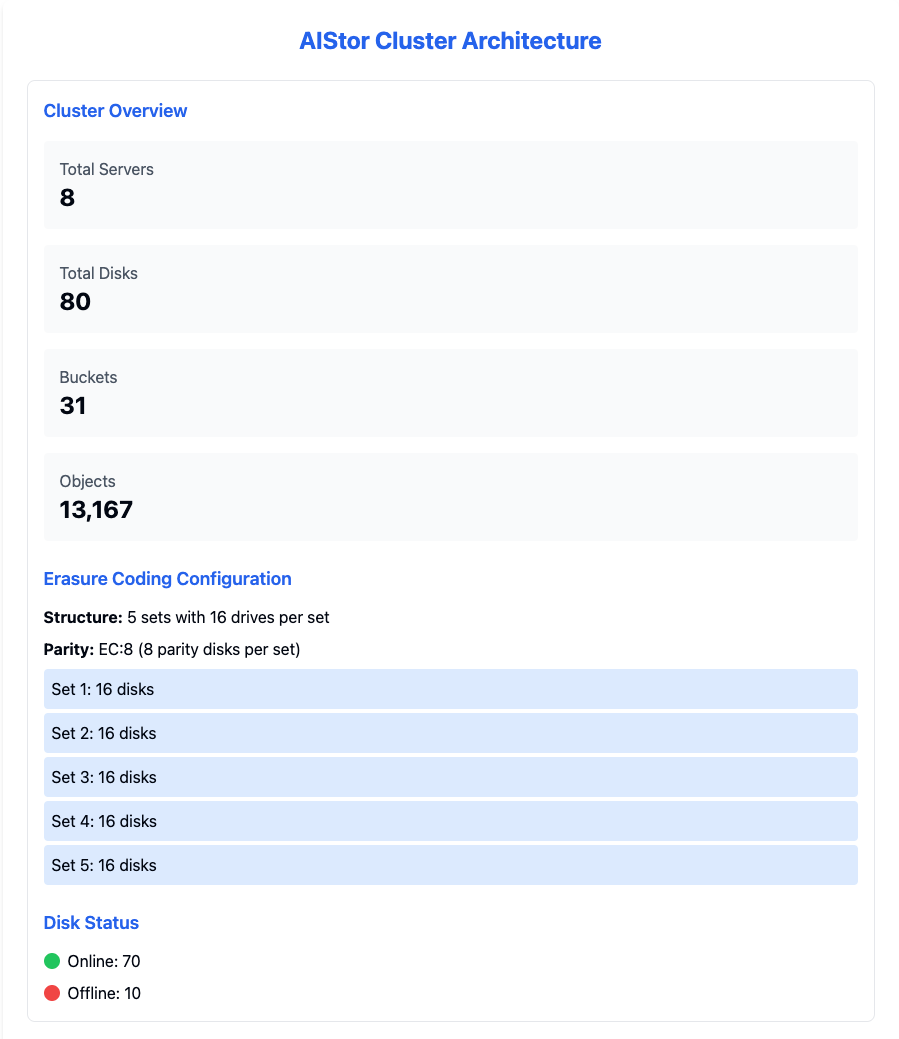 AIStor Cluster Architecture
Cluster Overview
Total Servers
8
Total Disks
80
Buckets
31
Objects
13,167
Erasure Coding Configuration
Structure: 5 sets with 16 drives per set
Parity: EC:8 (8 parity disks per set)
Set 1: 16 disks
Set 2: 16 disks
Set 3: 16 disks
Set 4: 16 disks
Set 5: 16 disks
Disk Status
Online: 70
Offline: 10